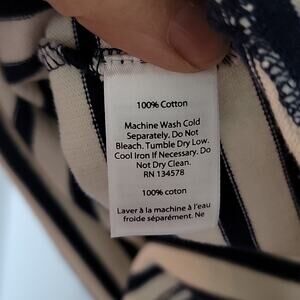 100% Cotton
Machine Wash Cold
Separately. Do Not
Bleach. Tumble Dry Low.
Cool Iron If Necessary. Do
Not Dry Clean.
RN 134578
100% coton
Laver à la machine à l'eau
froide séparément. Ne